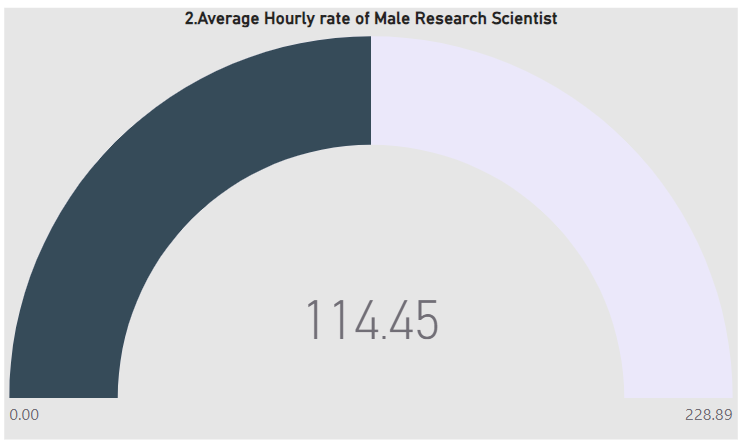 2.Average Hourly rate of Male Research Scientist
114.45
0.00
228.89